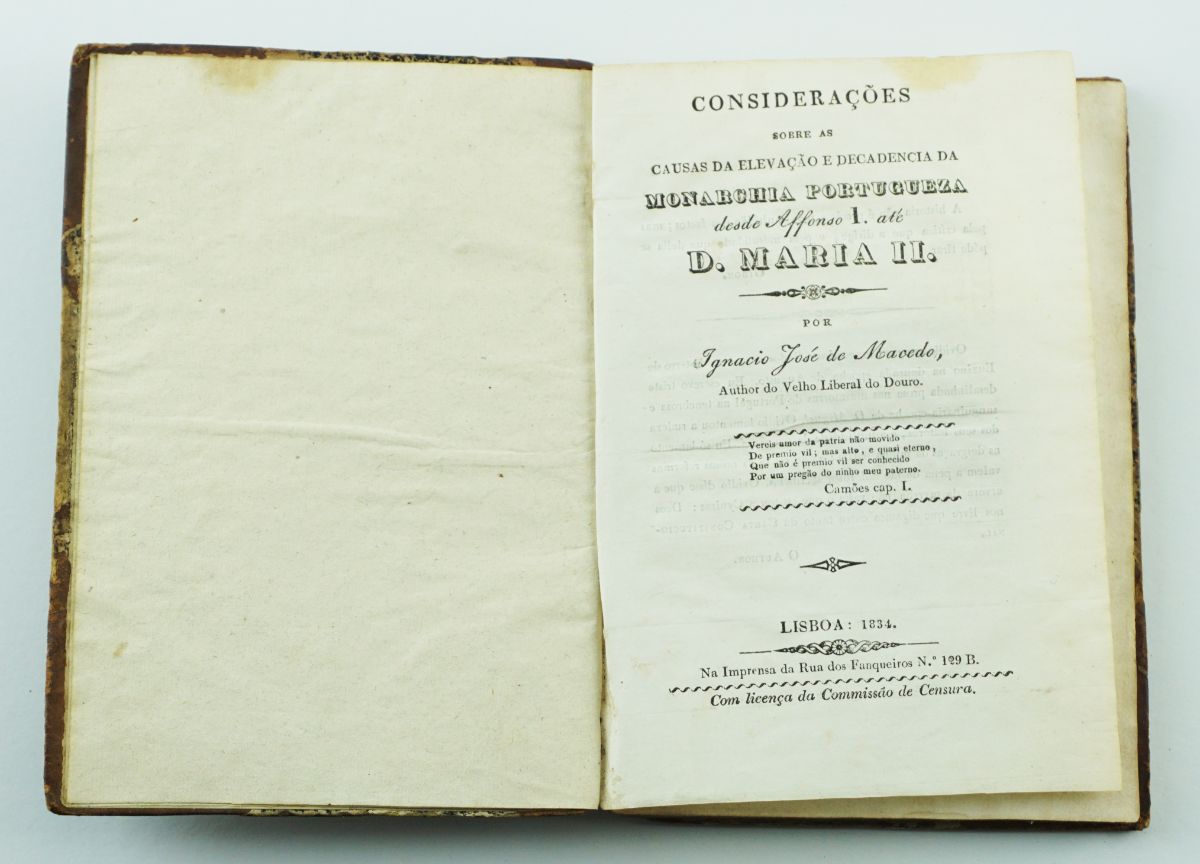 CONSIDERAÇÕES
SOBRE AS
CAUSAS DA ELEVAÇÃO E DECADENCIA DA
MONARCHIA PORTUGUEZA
desde Affonso I. até
D. MARIA II.
POR
Ignacio José de Macedo,
Author do Velho Liberal do Douro.
Vereis amor da patria não movido
De premio vil; mas alto, e quasi eterno,
Que não é premio vil ser conhecido
Por um pregão do ninho meu paterno.
Camões cap. I.
LISBOA: 1834.
Na Imprensa da Rua dos Fanqueiros N.º 129 B.
Com licença da Commissão de Censura.